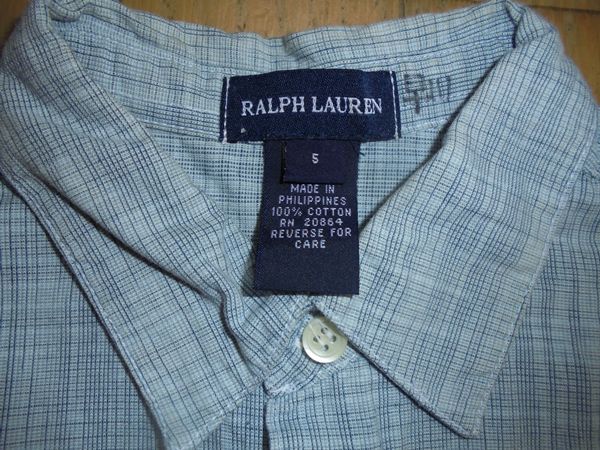 RALPH LAUREN
5
MADE IN
PHILIPPINES
100% COTTON
RN 20864
REVERSE FOR
CARE